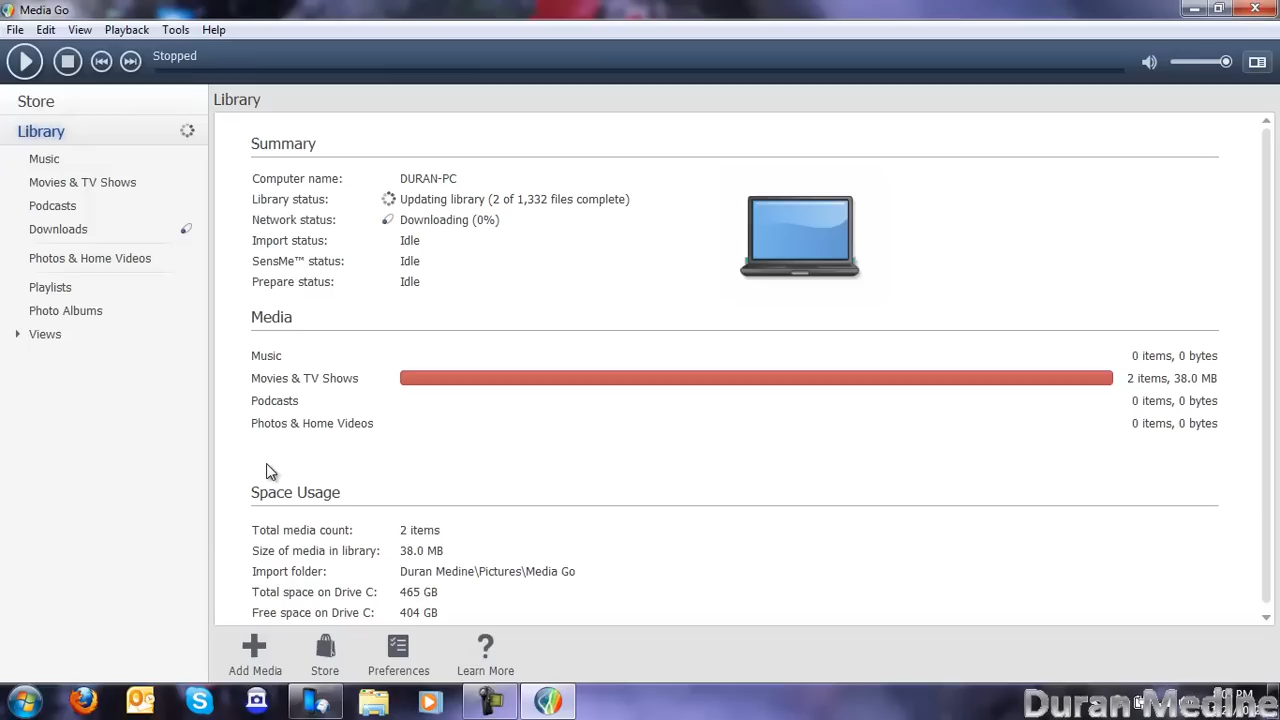 Media Go
File Edit View Playback Tools Help
Stopped
Store
Library
Music
Movies & TV Shows
Podcasts
Downloads
Photos & Home Videos
Playlists
Photo Albums
Views
Library
Summary
Computer name: DURAN-PC
Library status: Updating library (2 of 1,332 files complete)
Network status: Downloading (0%)
Import status: Idle
SensMe™ status: Idle
Prepare status: Idle
Media
Music 0 items, 0 bytes
Movies & TV Shows 2 items, 38.0 MB
Podcasts 0 items, 0 bytes
Photos & Home Videos 0 items, 0 bytes
Space Usage
Total media count: 2 items
Size of media in library: 38.0 MB
Import folder: Duran Medine\Pictures\Media Go
Total space on Drive C: 465 GB
Free space on Drive C: 404 GB
Add Media Store Preferences Learn More
Duran Medine